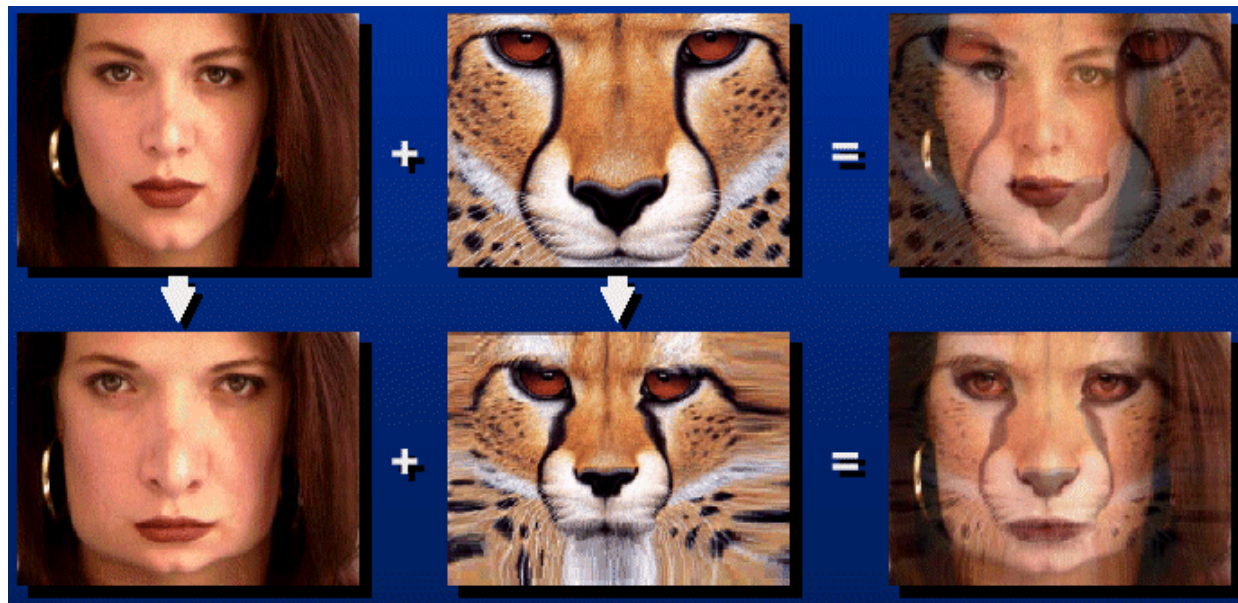 + =
+ =